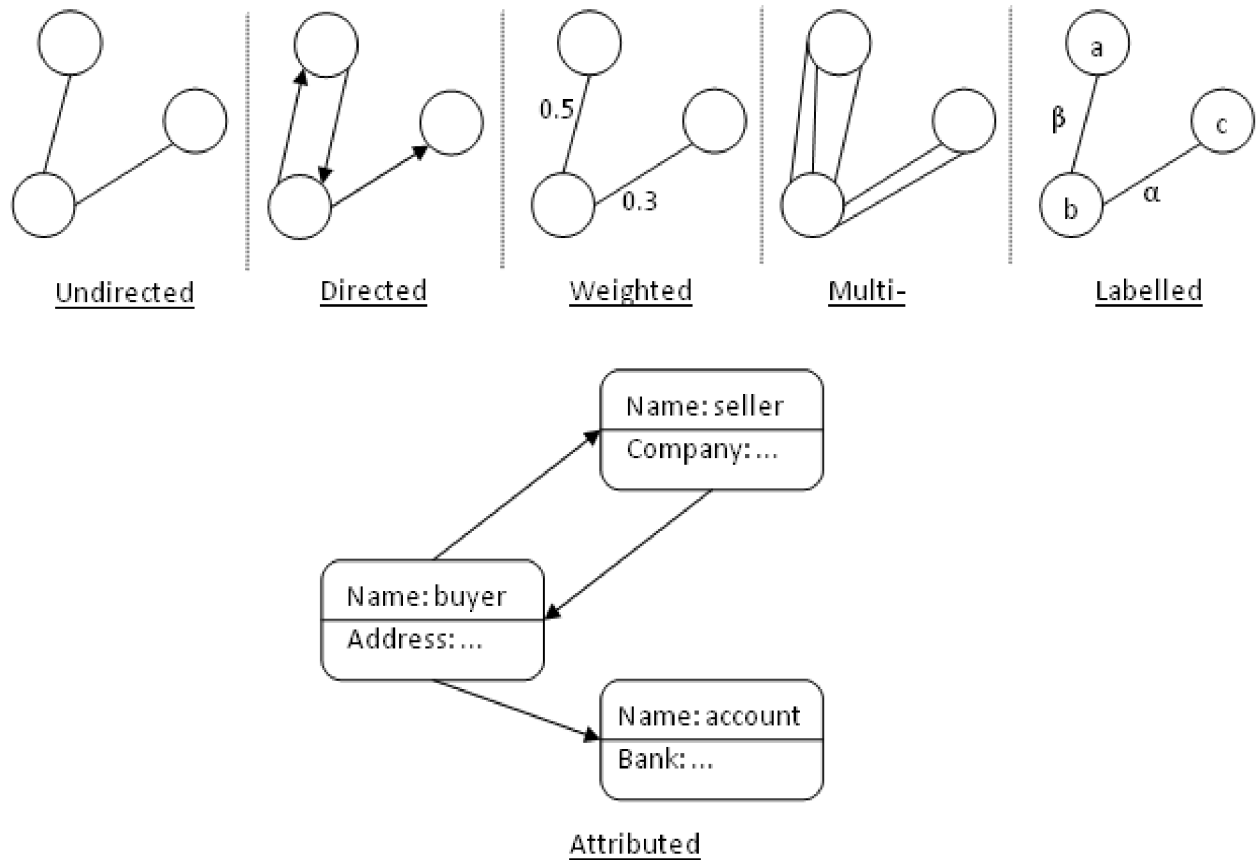 0.5
0.3
a
β
c
b
α
Undirected
Directed
Weighted
Multi-
Labelled
Name: seller
Company: ...
Name: buyer
Address: ...
Name: account
Bank: ...
Attributed